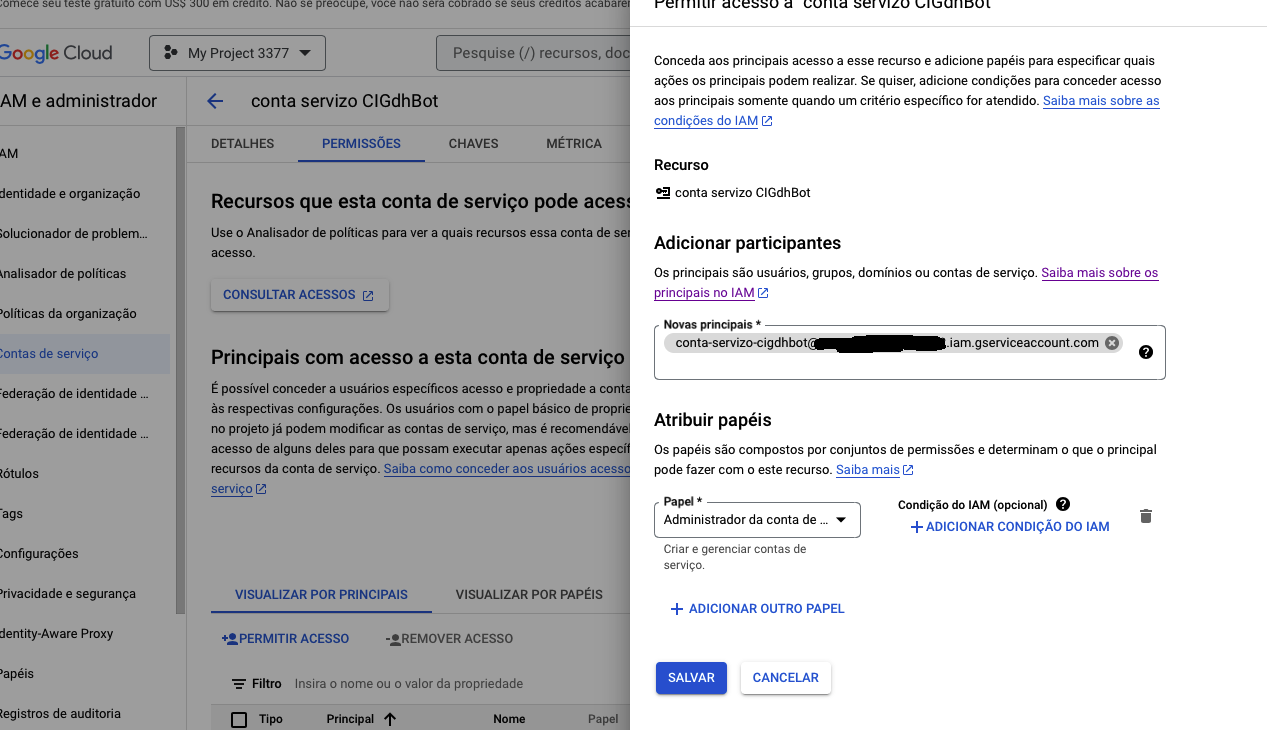 Comece seu teste gratuito com US$ 300 em crédito. Não se preocupe, você não será cobrado se seus créditos acabarem
Google Cloud
My Project 3377
Pesquise (/) recursos, doc
IAM e administrador
conta servizo CIGdhBot
DETALHES
PERMISSÕES
CHAVES
MÉTRICA
IAM
Identidade e organização
Solucionador de problem...
Analisador de políticas
Políticas da organização
Contas de serviço
Federação de identidade ...
Federação de identidade ...
Rótulos
Tags
Configurações
Privacidade e segurança
Identity-Aware Proxy
Papéis
Registros de auditoria
Recursos que esta conta de serviço pode acess
Use o Analisador de políticas para ver a quais recursos essa conta de ser
acesso.
CONSULTAR ACESSOS
Principais com acesso a esta conta de serviço
É possível conceder a usuários específicos acesso e propriedade a conta
às respectivas configurações. Os usuários com o papel básico de proprie
no projeto já podem modificar as contas de serviço, mas é recomendável
acesso de alguns deles para que possam executar apenas ações específi
recursos da conta de serviço. Saiba como conceder aos usuários acesso
serviço
VISUALIZAR POR PRINCIPAIS
VISUALIZAR POR PAPÉIS
PERMITIR ACESSO
REMOVER ACESSO
Filtro
Insira o nome ou o valor da propriedade
Tipo
Principal
Nome
Papel
Permitir acesso a "conta servizo CIGdhBot"
Conceda aos principais acesso a esse recurso e adicione papéis para especificar quais
ações os principais podem realizar. Se quiser, adicione condições para conceder acesso
aos principais somente quando um critério específico for atendido. Saiba mais sobre as
condições do IAM
Recurso
conta servizo CIGdhBot
Adicionar participantes
Os principais são usuários, grupos, domínios ou contas de serviço. Saiba mais sobre os
principais no IAM
Novas principais *
conta-servizo-cigdhbot@ .iam.gserviceaccount.com
Atribuir papéis
Os papéis são compostos por conjuntos de permissões e determinam o que o principal
pode fazer com o este recurso. Saiba mais
Papel *
Administrador da conta de ...
Criar e gerenciar contas de
serviço.
Condição do IAM (opcional)
ADICIONAR CONDIÇÃO DO IAM
ADICIONAR OUTRO PAPEL
SALVAR
CANCELAR